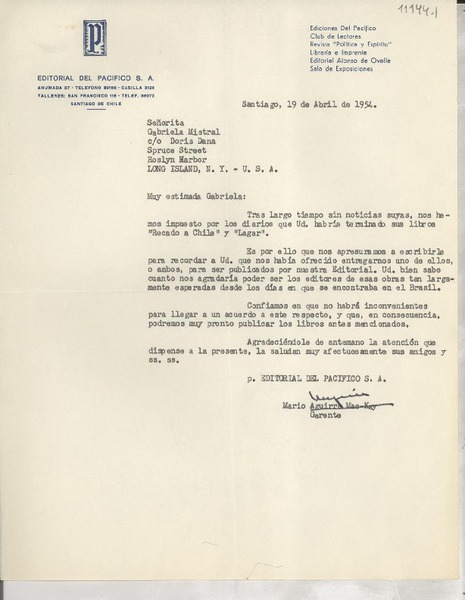 11144.1
P
EDITORIAL DEL PACIFICO S. A.
AHUMADA 57 - TELEFONO 89166 - CASILLA 3126
TALLERES: SAN FRANCISCO 116 - TELEF. 86973
SANTIAGO DE CHILE
Ediciones Del Pacífico
Club de Lectores
Revista "Política y Espíritu"
Librería e Imprenta
Editorial Alonso de Ovalle
Sala de Exposiciones
Santiago, 19 de Abril de 1954.
Señorita
Gabriela Mistral
c/o Doris Dana
Spruce Street
Roslyn Harbor
LONG ESLAND, N. Y. - U. S. A.
Muy estimada Gabriela:
Tras largo tiempo sin noticias suyas, nos he-
mos impuesto por los diarios que Ud. habría terminado sus libros
"Recado a Chile" y "Lagar".
Es por ello que nos apresuramos a escribirle
para recordar a Ud. que nos había ofrecido entregarnos uno de ellos,
o ambos, para ser publicados por nuestra Editorial. Ud. bien sabe
cuanto nos agradaría poder ser los editores de esas obras tan larga-
mente esperadas desde los días en que se encontraba en el Brasil.
Confiamos en que no habrá inconvenientes
para llegar a un acuerdo a este respecto, y que, en consecuencia,
podremos muy pronto publicar los libros antes mencionados.
Agradeciéndole de antemano la atención que
dispense a la presente, la saludan muy afectuosamente sus amigos y
ss. ss.
p. EDITORIAL DEL PACIFICO S. A.
Mario Aguirre Mac-Kay
Gerente